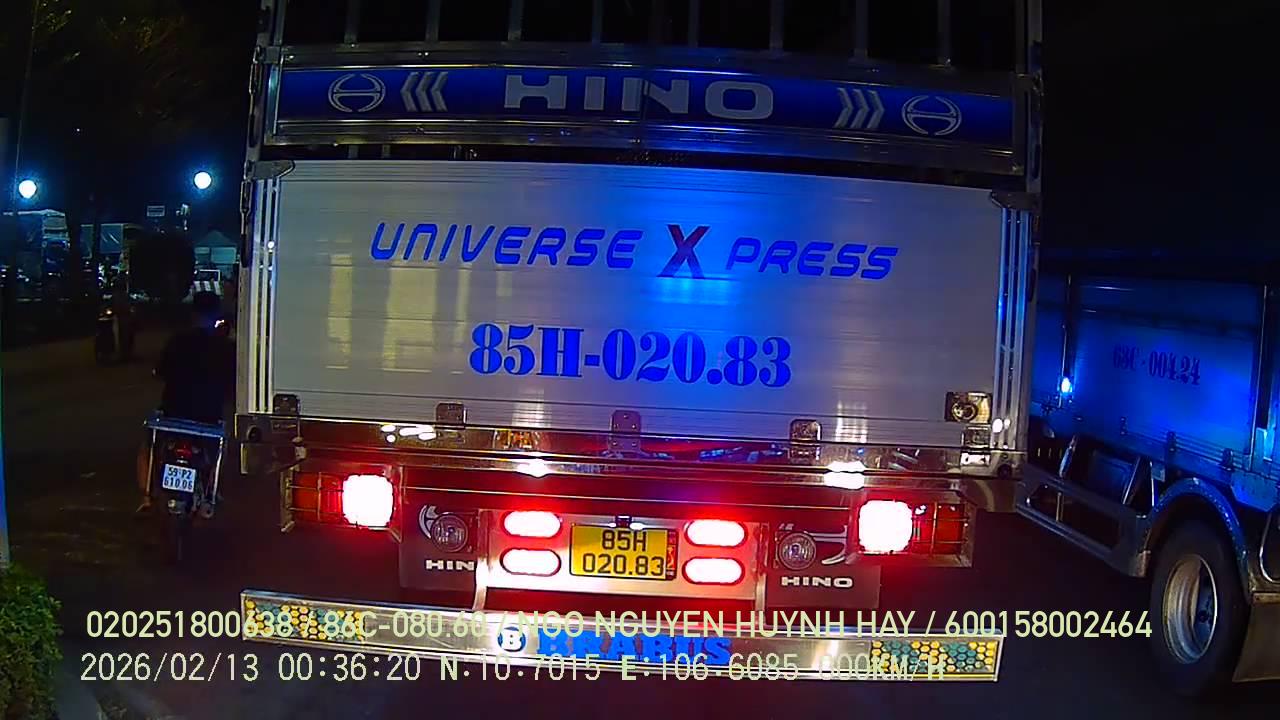 HINO
UNIVERSE X PRESS
85H-020.83
63C-004.24
59-P2
610.06
85H
020.83
HINO
HINO
020251800638 / 86C-080.60 / NGO NGUYEN HUYNH HAY / 600158002464
B BRABUS
2026/02/13 00:36:20 N:10.7015 E:106.6085 000KM/H